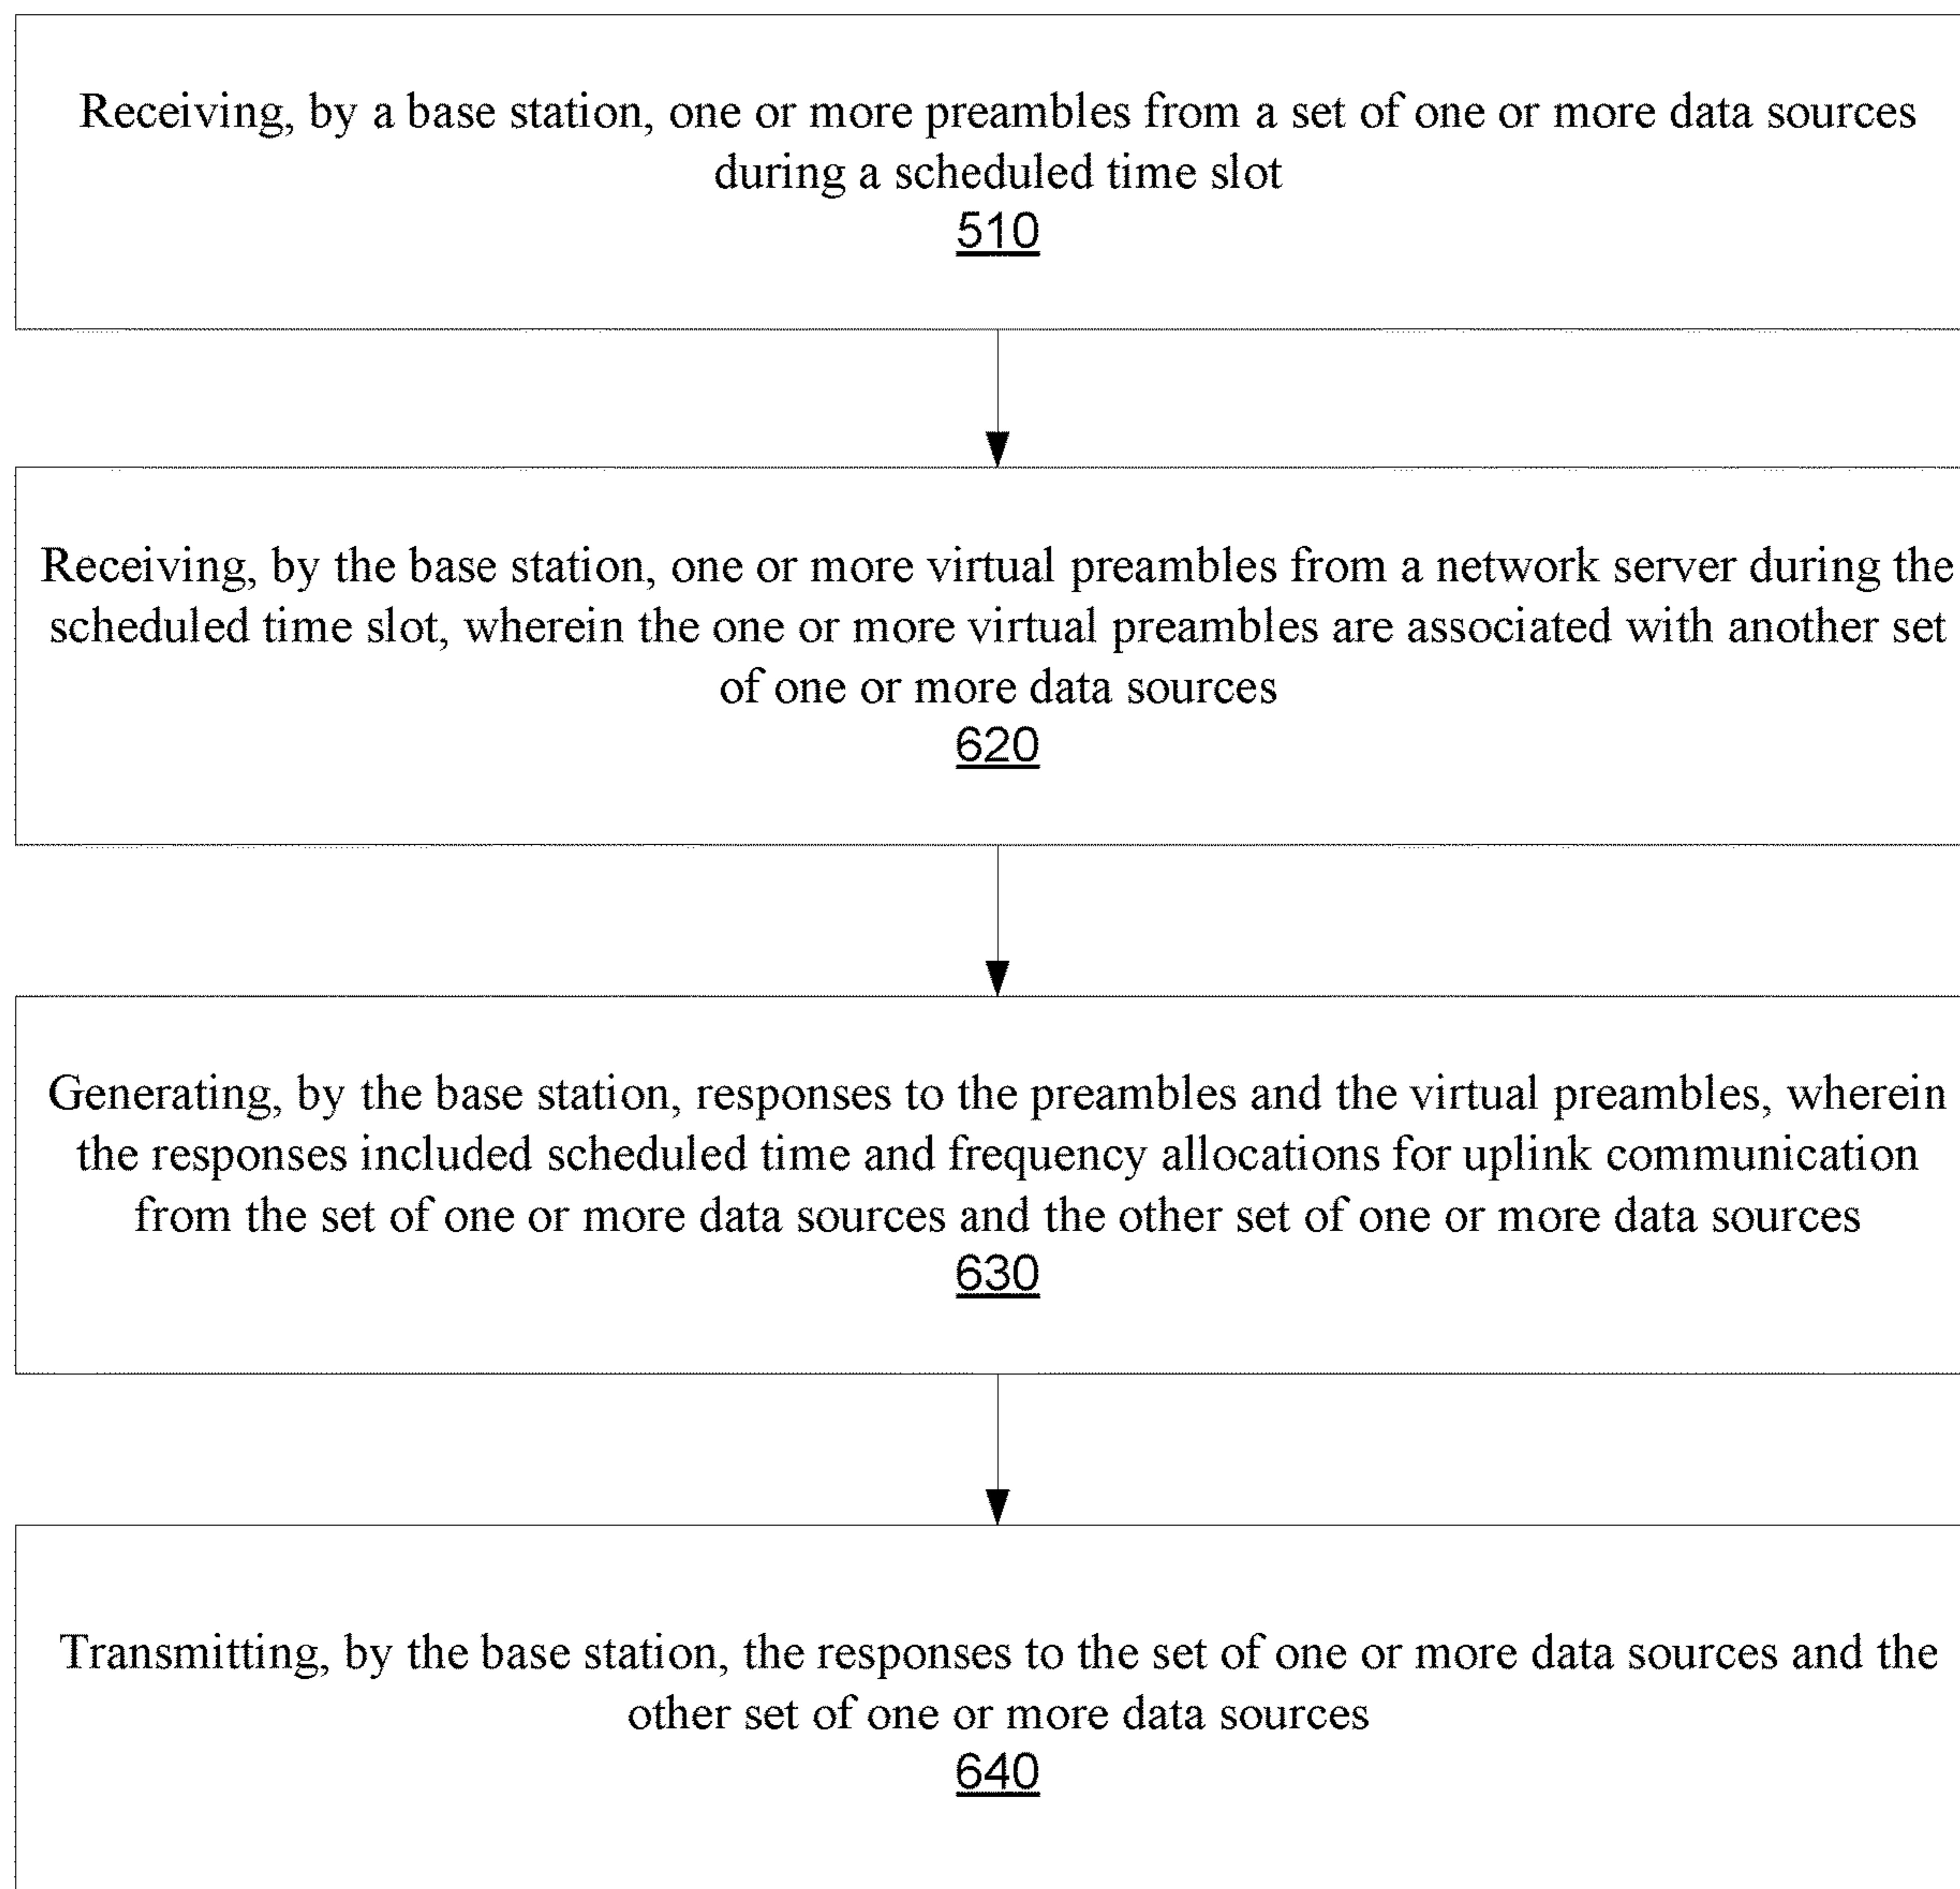 Receiving, by a base station, one or more preambles from a set of one or more data sources
during a scheduled time slot
510
Receiving, by the base station, one or more virtual preambles from a network server during the
scheduled time slot, wherein the one or more virtual preambles are associated with another set
of one or more data sources
620
Generating, by the base station, responses to the preambles and the virtual preambles, wherein
the responses included scheduled time and frequency allocations for uplink communication
from the set of one or more data sources and the other set of one or more data sources
630
Transmitting, by the base station, the responses to the set of one or more data sources and the
other set of one or more data sources
640